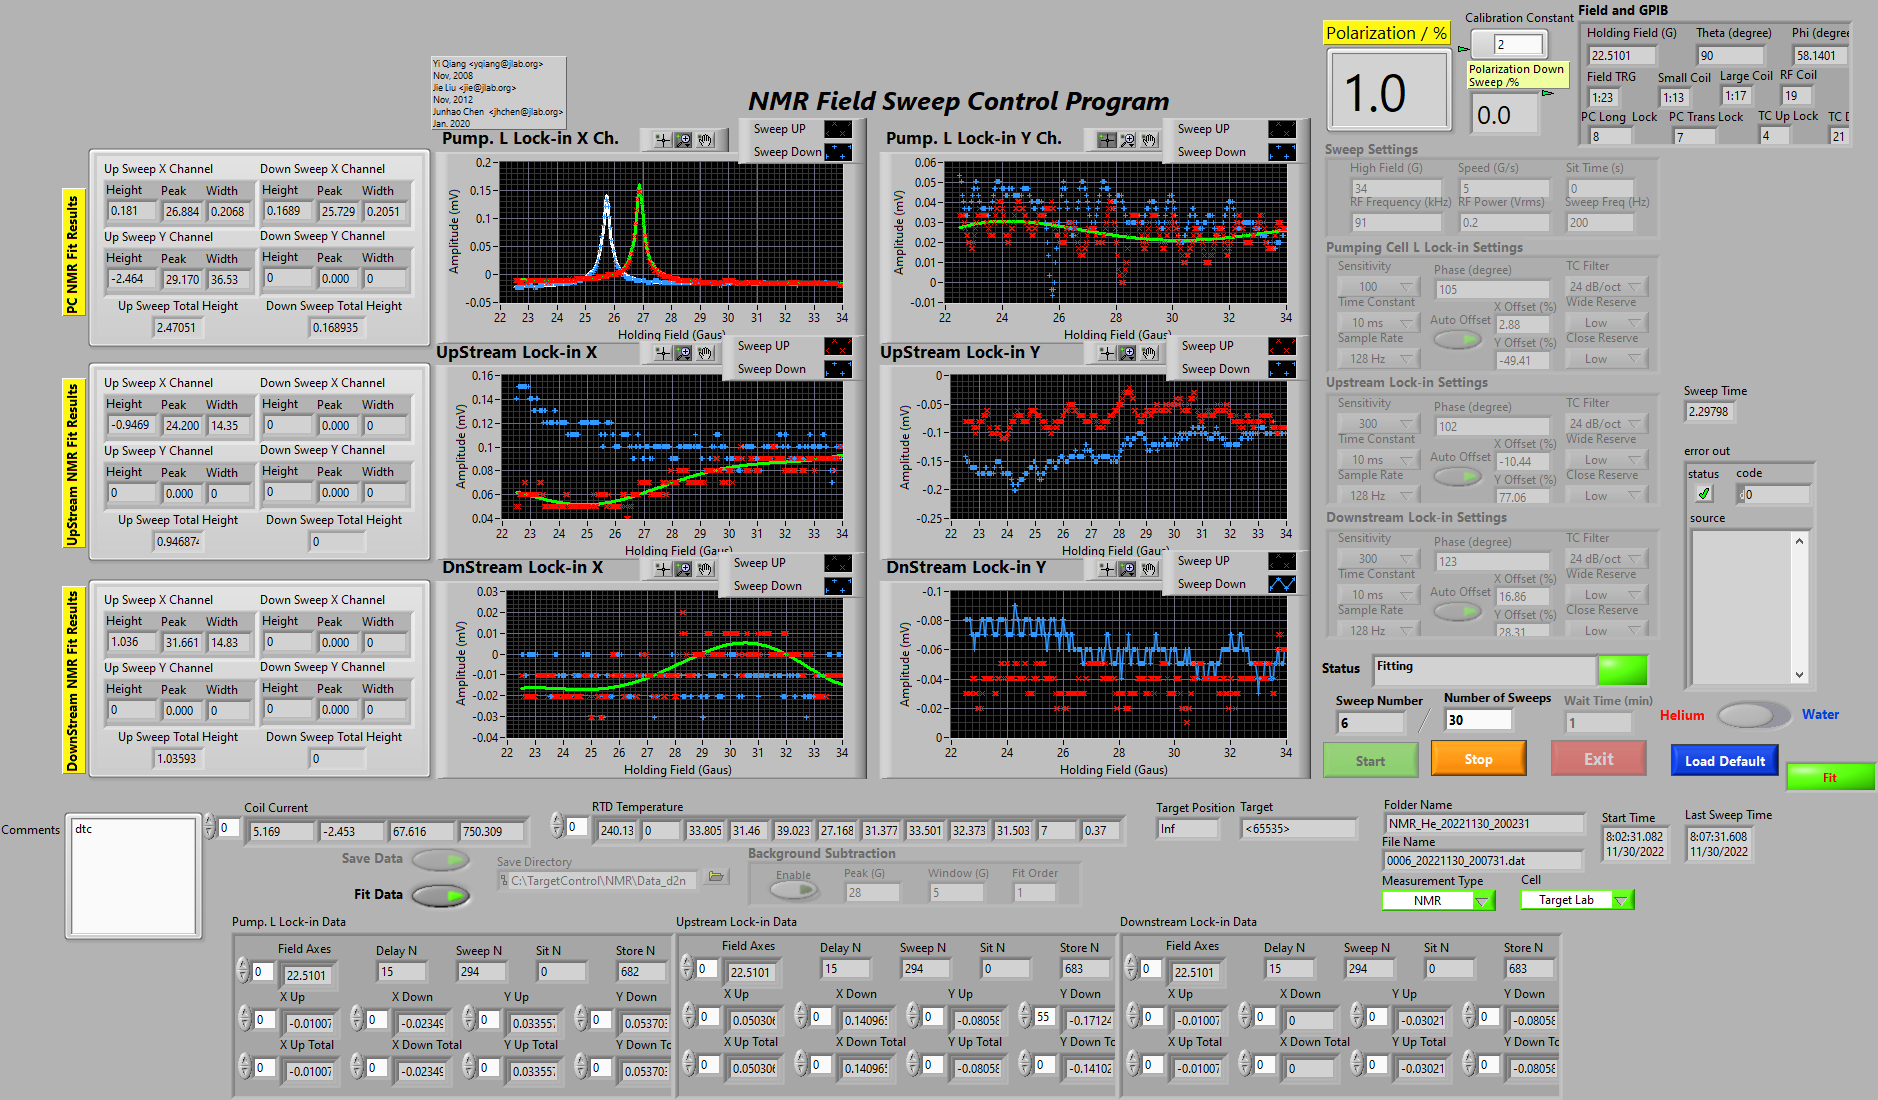 Yi Qiang <yqiang@jlab.org>
Nov, 2008
Jie Liu <jie@jlab.org>
Nov, 2012
Junhao Chen <jhchen@jlab.org>
Jan. 2020
NMR Field Sweep Control Program
Polarization / %
1.0
Calibration Constant
2
Polarization Down
Sweep /%
0.0
Field and GPIB
Holding Field (G) Theta (degree) Phi (degree
22.5101 90 58.1401
Field TRG Small Coil Large Coil RF Coil
1:23 1:13 1:17 19
PC Long Lock PC Trans Lock TC Up Lock TC D
8 7 4 21
PC NMR Fit Results
Up Sweep X Channel Down Sweep X Channel
Height Peak Width Height Peak Width
0.181 26.884 0.2068 0.1689 25.729 0.2051
Up Sweep Y Channel Down Sweep Y Channel
Height Peak Width Height Peak Width
-2.464 29.170 36.53 0 0.000 0
Up Sweep Total Height Down Sweep Total Height
2.47051 0.168935
UpStream NMR Fit Results
Up Sweep X Channel Down Sweep X Channel
Height Peak Width Height Peak Width
-0.9469 24.200 14.35 0 0.000 0
Up Sweep Y Channel Down Sweep Y Channel
Height Peak Width Height Peak Width
0 0.000 0 0 0.000 0
Up Sweep Total Height Down Sweep Total Height
0.946874 0
DownStream NMR Fit Results
Up Sweep X Channel Down Sweep X Channel
Height Peak Width Height Peak Width
1.036 31.661 14.83 0 0.000 0
Up Sweep Y Channel Down Sweep Y Channel
Height Peak Width Height Peak Width
0 0.000 0 0 0.000 0
Up Sweep Total Height Down Sweep Total Height
1.03593 0
Pump. L Lock-in X Ch.
Sweep UP
Sweep Down
Amplitude (mV)
0.2
0.15
0.1
0.05
0
-0.05
22 23 24 25 26 27 28 29 30 31 32 33 34
Holding Field (Gaus)
Pump. L Lock-in Y Ch.
Sweep UP
Sweep Down
Amplitude (mV)
0.06
0.05
0.04
0.03
0.02
0.01
0
-0.01
22 24 26 28 30 32 34
Holding Field (Gaus)
UpStream Lock-in X
Sweep UP
Sweep Down
Amplitude (mV)
0.16
0.14
0.12
0.1
0.08
0.06
0.04
22 23 24 25 26 27 28 29 30 31 32 33 34
Holding Field (Gaus)
UpStream Lock-in Y
Sweep UP
Sweep Down
Amplitude (mV)
0
-0.05
-0.1
-0.15
-0.2
-0.25
22 24 26 28 30 32 34
Holding Field (Gaus)
DnStream Lock-in X
Sweep UP
Sweep Down
Amplitude (mV)
0.03
0.02
0.01
-0
-0.01
-0.02
-0.03
-0.04
22 23 24 25 26 27 28 29 30 31 32 33 34
Holding Field (Gaus)
DnStream Lock-in Y
Sweep UP
Sweep Down
Amplitude (mV)
-0.1
-0.08
-0.06
-0.04
-0.02
0
22 24 26 28 30 32 34
Holding Field (Gaus)
Sweep Settings
High Field (G) Speed (G/s) Sit Time (s)
34 5 0
RF Frequency (kHz) RF Power (Vrms) Sweep Freq (Hz)
91 0.2 200
Pumping Cell L Lock-in Settings
Sensitivity Phase (degree) TC Filter
100 105 24 dB/oct
Time Constant X Offset (%) Wide Reserve
10 ms Auto Offset 2.88 Low
Sample Rate Y Offset (%) Close Reserve
128 Hz -49.41 Low
Upstream Lock-in Settings
Sensitivity Phase (degree) TC Filter
300 102 24 dB/oct
Time Constant X Offset (%) Wide Reserve
10 ms Auto Offset -10.44 Low
Sample Rate Y Offset (%) Close Reserve
128 Hz 77.06 Low
Downstream Lock-in Settings
Sensitivity Phase (degree) TC Filter
300 123 24 dB/oct
Time Constant X Offset (%) Wide Reserve
10 ms Auto Offset 16.86 Low
Sample Rate Y Offset (%) Close Reserve
128 Hz 28.31 Low
Sweep Time
2.29798
error out
status code
0
source
Status Fitting
Sweep Number Number of Sweeps Wait Time (min)
6 / 30 1
Helium Water
Start Stop Exit Load Default Fit
Comments
dtc
Coil Current
0 5.169 -2.453 67.616 750.309
RTD Temperature
0 240.13 0 33.805 31.46 39.023 27.168 31.377 33.501 32.373 31.503 7 0.37
Target Position Target
Inf <65535>
Folder Name
NMR_He_20221130_200231
File Name
0006_20221130_200731.dat
Start Time
8:02:31.082
11/30/2022
Last Sweep Time
8:07:31.608
11/30/2022
Measurement Type Cell
NMR Target Lab
Save Data
Fit Data
Save Directory
C:\TargetControl\NMR\Data_d2n
Background Subtraction
Enable Peak (G) Window (G) Fit Order
28 5 1
Pump. L Lock-in Data
Field Axes Delay N Sweep N Sit N Store N
0 22.5101 15 294 0 682
X Up X Down Y Up Y Down
0 -0.01007 0 -0.02349 0 0.033557 0 0.053703
X Up Total X Down Total Y Up Total Y Down To
0 -0.01007 0 -0.02349 0 0.033557 0 0.053703
Upstream Lock-in Data
Field Axes Delay N Sweep N Sit N Store N
0 22.5101 15 294 0 683
X Up X Down Y Up Y Down
0 0.050306 0 0.140965 0 -0.08058 55 -0.17124
X Up Total X Down Total Y Up Total Y Down To
0 0.050306 0 0.140965 0 -0.08058 0 -0.14102
Downstream Lock-in Data
Field Axes Delay N Sweep N Sit N Store N
0 22.5101 15 294 0 683
X Up X Down Y Up Y Down
0 -0.01007 0 0 0 -0.03021 0 -0.08058
X Up Total X Down Total Y Up Total Y Down To
0 -0.01007 0 0 0 -0.03021 0 -0.08058